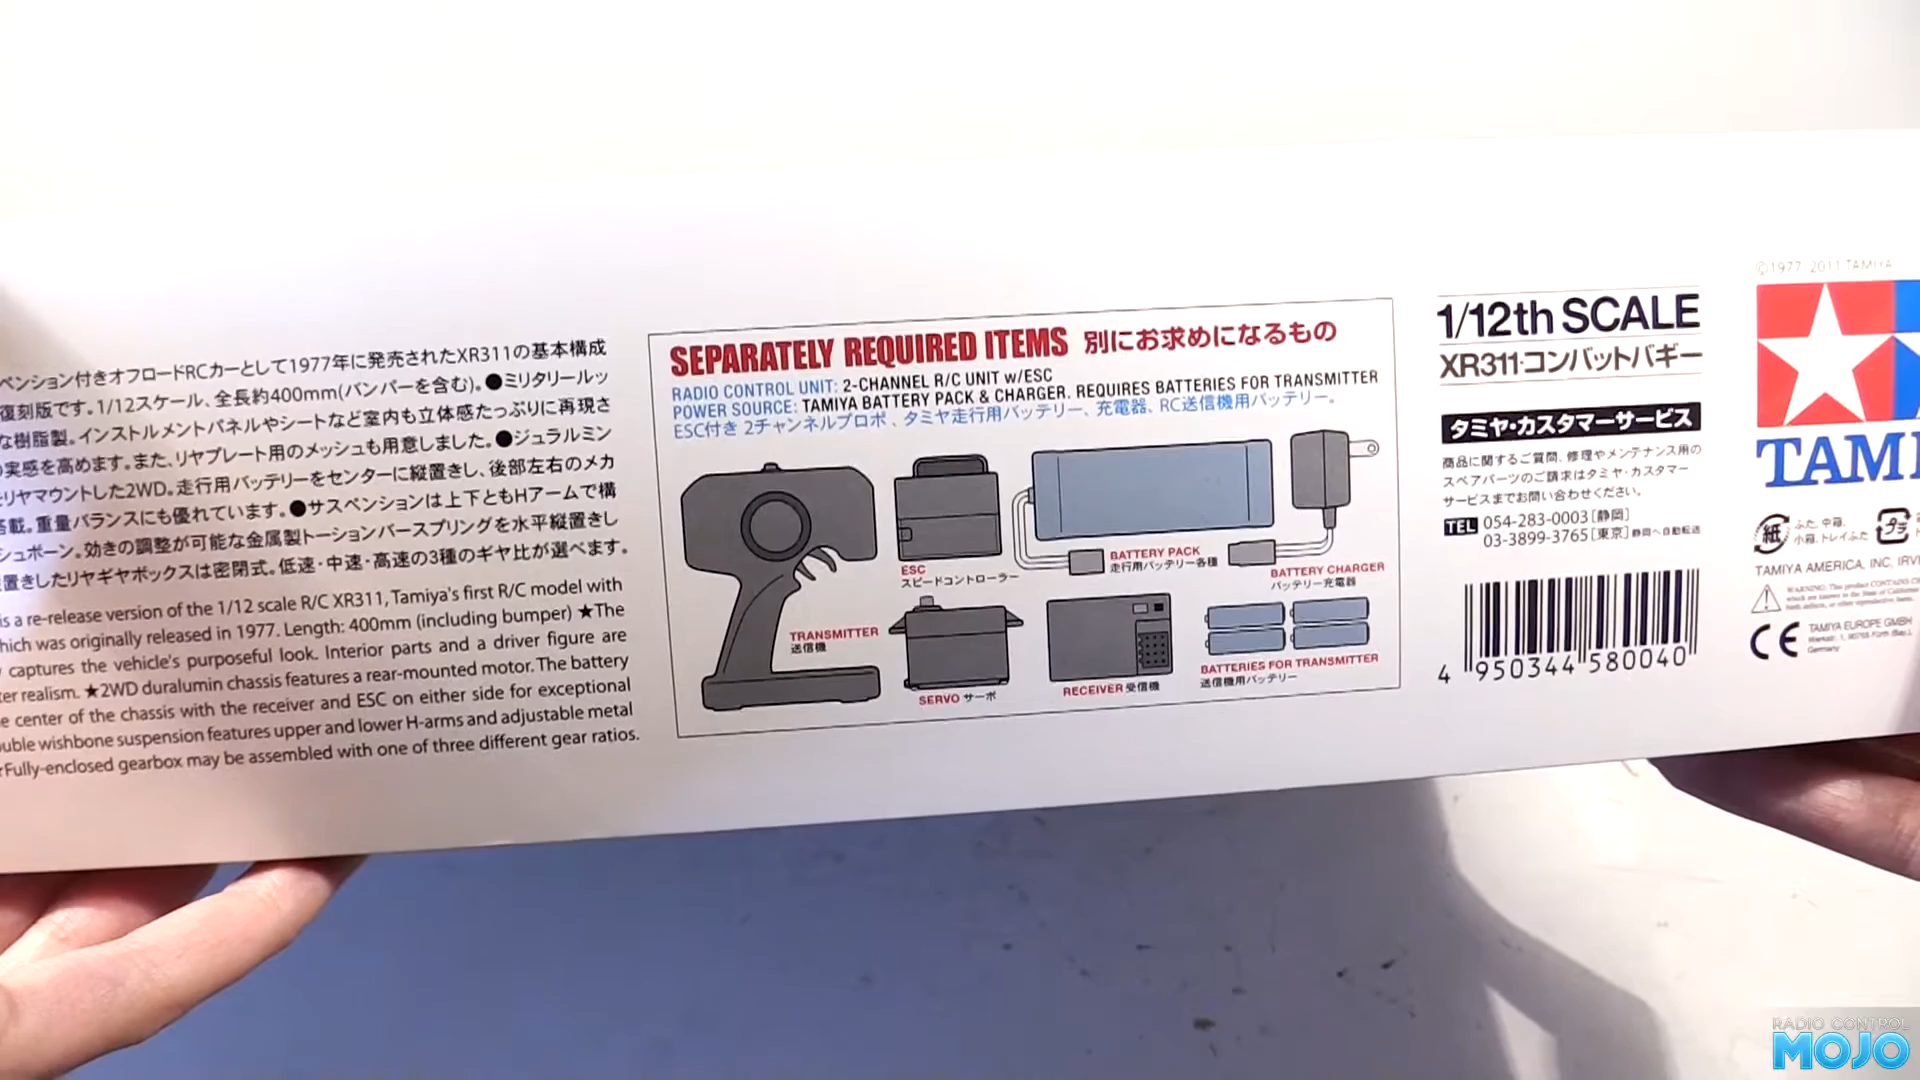 ペンション付きオフロードRCカーとして1977年に発売されたXR311の基本構成
復刻版です。1/12スケール、全長約400mm(バンパーを含む)。●ミリタリールッ
な樹脂製。インストルメントパネルやシートなど室内も立体感たっぷりに再現さ
実感を高めます。また、リヤプレート用のメッシュも用意しました。●ジュラルミン
リヤマウントした2WD。走行用バッテリーをセンターに縦置きし、後部左右のメカ
搭載。重量バランスにも優れています。●サスペンションは上下ともHアームで構
シュボーン。効きの調整が可能な金属製トーションバースプリングを水平縦置きし
置きしたリヤギヤボックスは密閉式。低速・中速・高速の3種のギヤ比が選べます。
is a re-release version of the 1/12 scale R/C XR311, Tamiya's first R/C model with
hich was originally released in 1977. Length: 400mm (including bumper) ★The
captures the vehicle's purposeful look. Interior parts and a driver figure are
ter realism. ★2WD duralumin chassis features a rear-mounted motor. The battery
e center of the chassis with the receiver and ESC on either side for exceptional
uble wishbone suspension features upper and lower H-arms and adjustable metal
Fully-enclosed gearbox may be assembled with one of three different gear ratios.
SEPARATELY REQUIRED ITEMS 別にお求めになるもの
RADIO CONTROL UNIT: 2-CHANNEL R/C UNIT w/ESC
POWER SOURCE: TAMIYA BATTERY PACK & CHARGER. REQUIRES BATTERIES FOR TRANSMITTER
ESC付き 2チャンネルプロポ、タミヤ走行用バッテリー、充電器、RC送信機用バッテリー。
TRANSMITTER
送信機
ESC
スピードコントローラー
BATTERY PACK
走行用バッテリー各種
BATTERY CHARGER
バッテリー充電器
SERVO サーボ
RECEIVER 受信機
BATTERIES FOR TRANSMITTER
送信機用バッテリー
1/12th SCALE
XR311・コンバットバギー
タミヤ・カスタマーサービス
商品に関するご質問、修理やメンテナンス用の
スペアパーツのご請求はタミヤ・カスタマー
サービスまでお問い合わせください。
TEL 054-283-0003[静岡]
03-3899-3765[東京]静岡へ自動転送
4 950344 580040
©1977 2011 TAMIYA
TAMI
紙 ふた、中箱、
小箱、トレイふた
プラ
TAMIYA AMERICA, INC. IRVI
WARNING: This product CONTAINS
CE TAMIYA EUROPE GMBH
Germany
RADIO CONTROL
MOJO